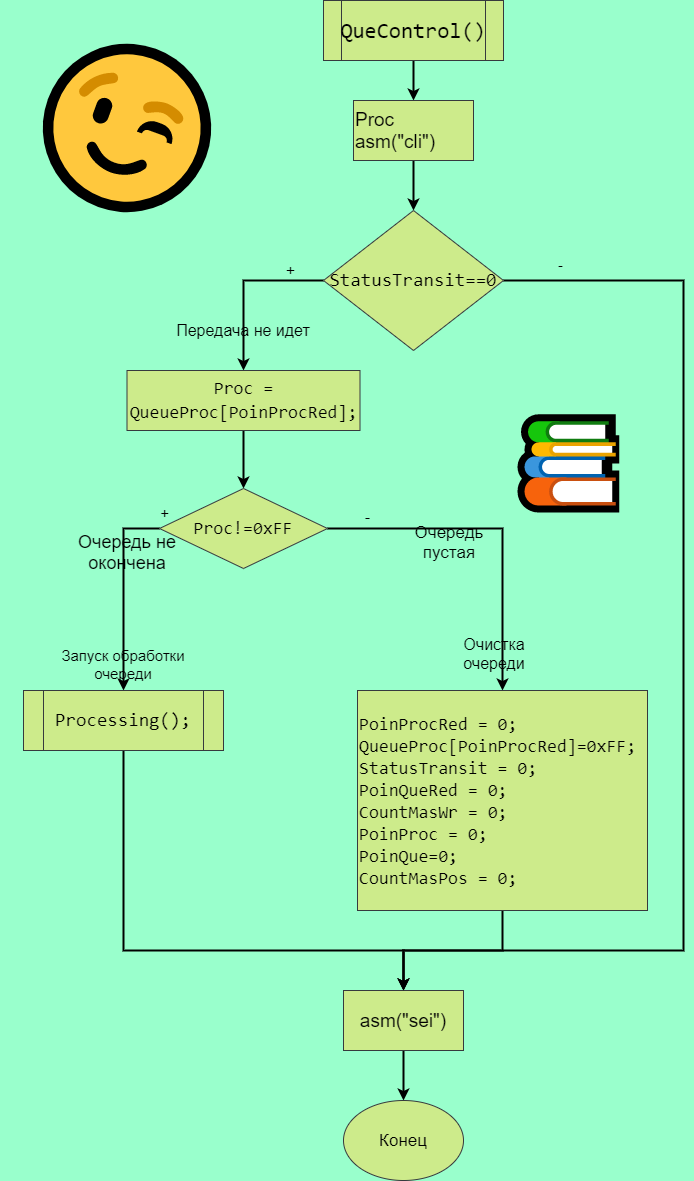 QueControl()
Proc
asm("cli")
StatusTransit==0
+
-
Передача не идет
Proc =
QueueProc[PoinProcRed];
Proc!=0xFF
+
-
Очередь не
окончена
Очередь
пустая
Запуск обработки
очереди
Очистка
очереди
Processing();
PoinProcRed = 0;
QueueProc[PoinProcRed]=0xFF;
StatusTransit = 0;
PoinQueRed = 0;
CountMasWr = 0;
PoinProc = 0;
PoinQue=0;
CountMasPos = 0;
asm("sei")
Конец